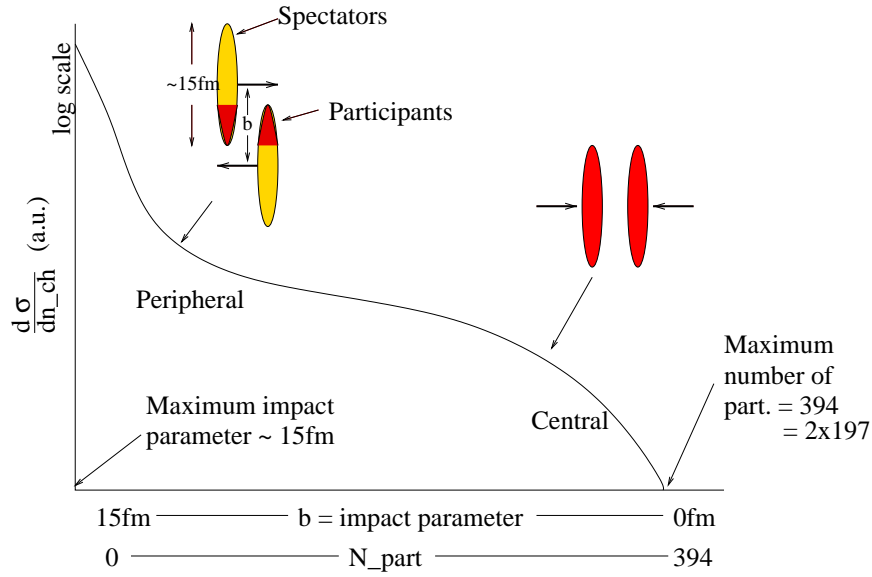 Spectators
~15fm
b
Participants
log scale
dσ
dn_ch
(a.u.)
Peripheral
Maximum impact
parameter ~ 15fm
Central
Maximum
number of
part. = 394
= 2x197
15fm
b = impact parameter
0fm
0
N_part
394